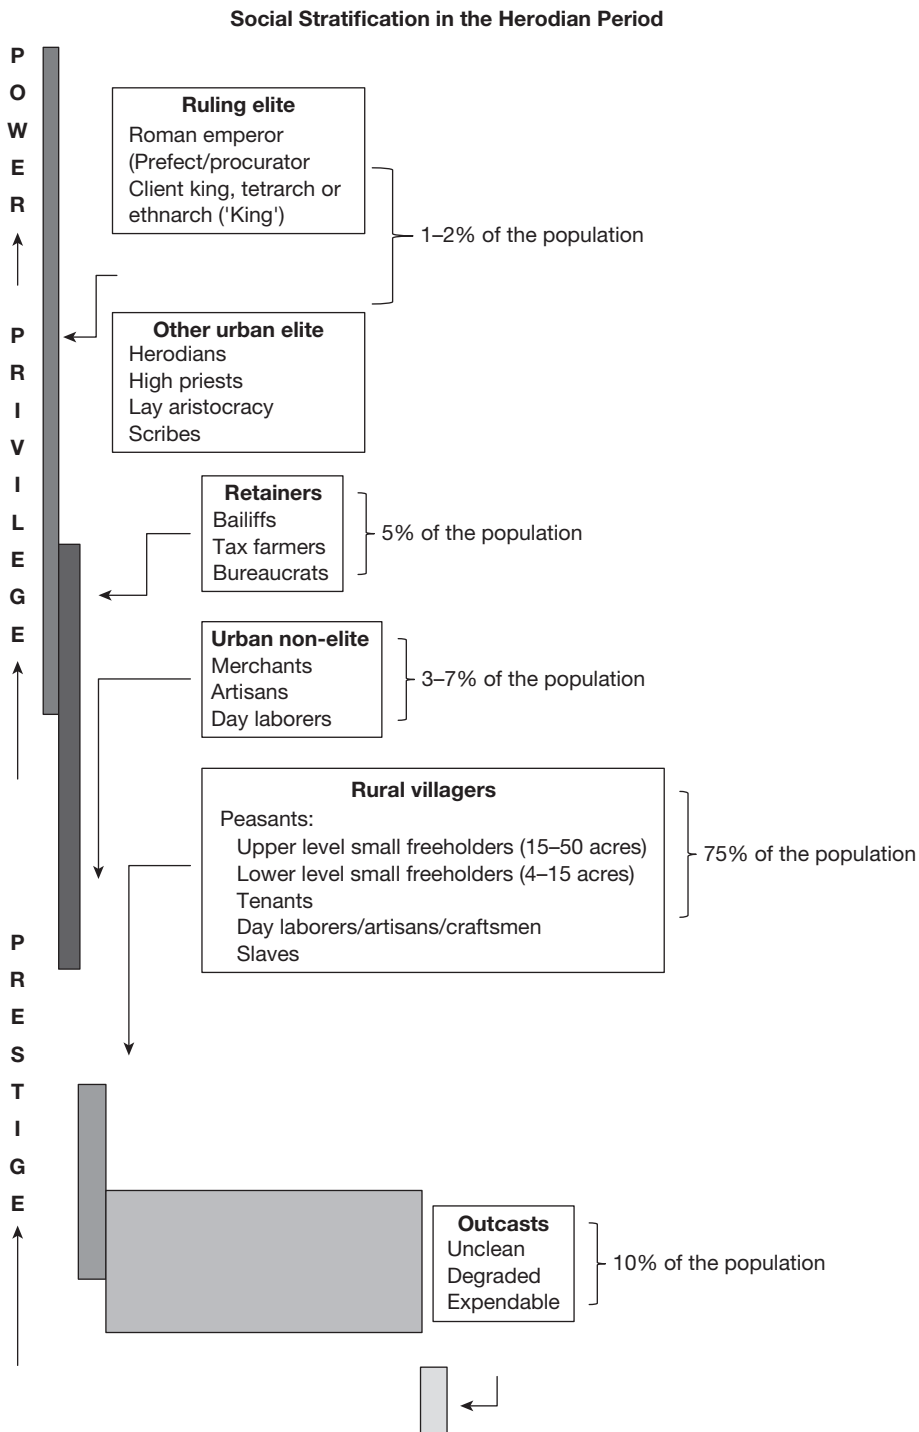 Social Stratification in the Herodian Period
POWER
PRIVILEGE
PRESTIGE
Ruling elite
Roman emperor
(Prefect/procurator
Client king, tetrarch or
ethnarch ('King')
1–2% of the population
Other urban elite
Herodians
High priests
Lay aristocracy
Scribes
Retainers
Bailiffs
Tax farmers
Bureaucrats
5% of the population
Urban non-elite
Merchants
Artisans
Day laborers
3–7% of the population
Rural villagers
Peasants:
Upper level small freeholders (15–50 acres)
Lower level small freeholders (4–15 acres)
Tenants
Day laborers/artisans/craftsmen
Slaves
75% of the population
Outcasts
Unclean
Degraded
Expendable
10% of the population